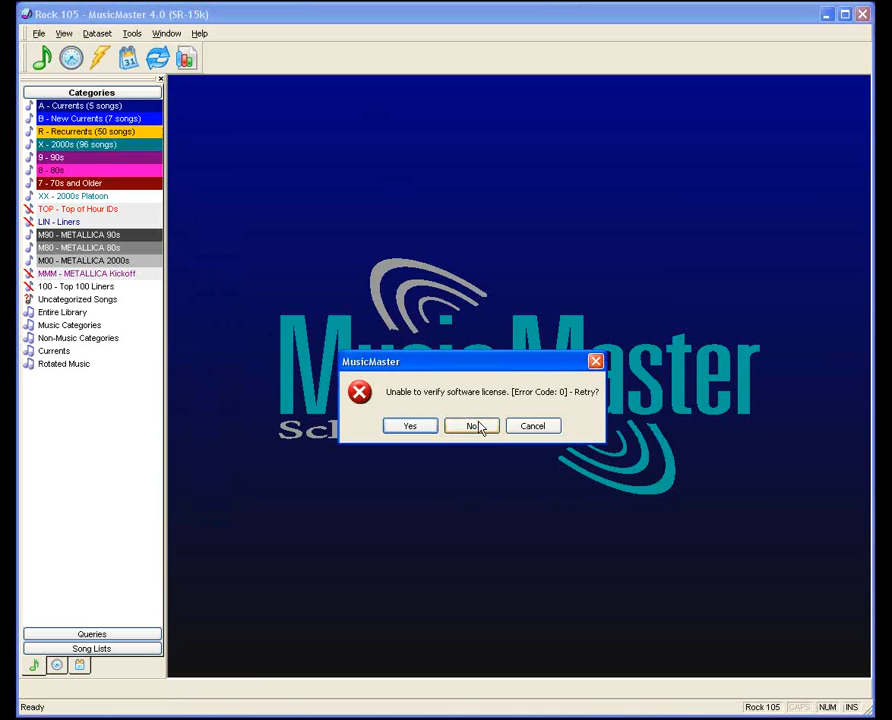 Rock 105 - MusicMaster 4.0 (SR-15k)
File View Dataset Tools Window Help
31
Categories
A - Currents (5 songs)
B - New Currents (7 songs)
R - Recurrents (50 songs)
X - 2000s (96 songs)
9 - 90s
8 - 80s
7 - 70s and Older
XX - 2000s Platoon
TOP - Top of Hour IDs
LIN - Liners
M90 - METALLICA 90s
M80 - METALLICA 80s
M00 - METALLICA 2000s
MMM - METALLICA Kickoff
100 - Top 100 Liners
Uncategorized Songs
Entire Library
Music Categories
Non-Music Categories
Currents
Rotated Music
MusicMaster
Sc
MusicMaster
Unable to verify software license. [Error Code: 0] - Retry?
Yes No Cancel
Queries
Song Lists
Ready Rock 105 CAPS NUM INS